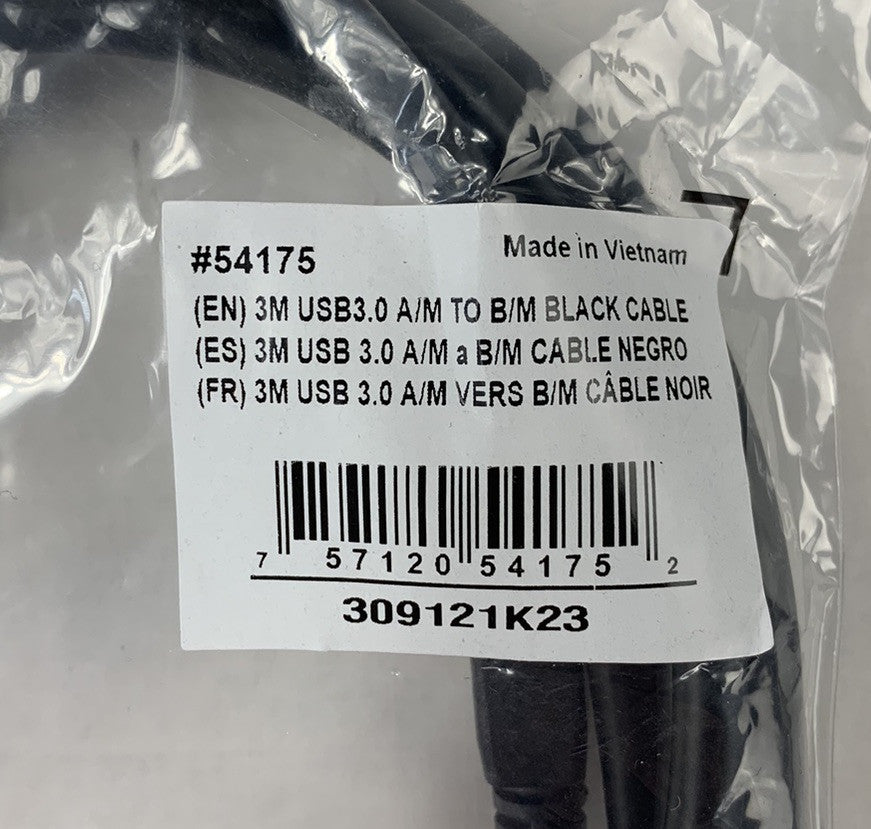 #54175
Made in Vietnam
(EN) 3M USB3.0 A/M TO B/M BLACK CABLE
(ES) 3M USB 3.0 A/M a B/M CABLE NEGRO
(FR) 3M USB 3.0 A/M VERS B/M CÂBLE NOIR
7 57120 54175 2
309121K23